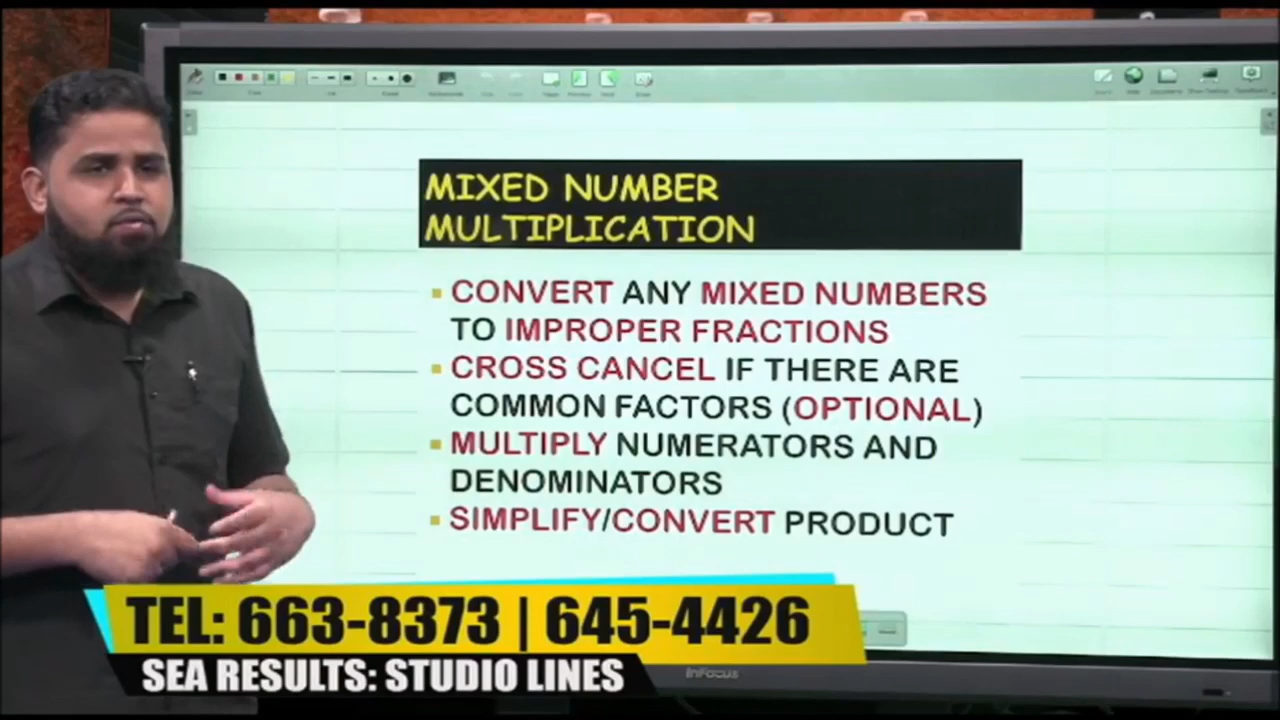 MIXED NUMBER
MULTIPLICATION
CONVERT ANY MIXED NUMBERS
TO IMPROPER FRACTIONS
CROSS CANCEL IF THERE ARE
COMMON FACTORS (OPTIONAL)
MULTIPLY NUMERATORS AND
DENOMINATORS
SIMPLIFY/CONVERT PRODUCT
TEL: 663-8373 | 645-4426
SEA RESULTS: STUDIO LINES
InFocus